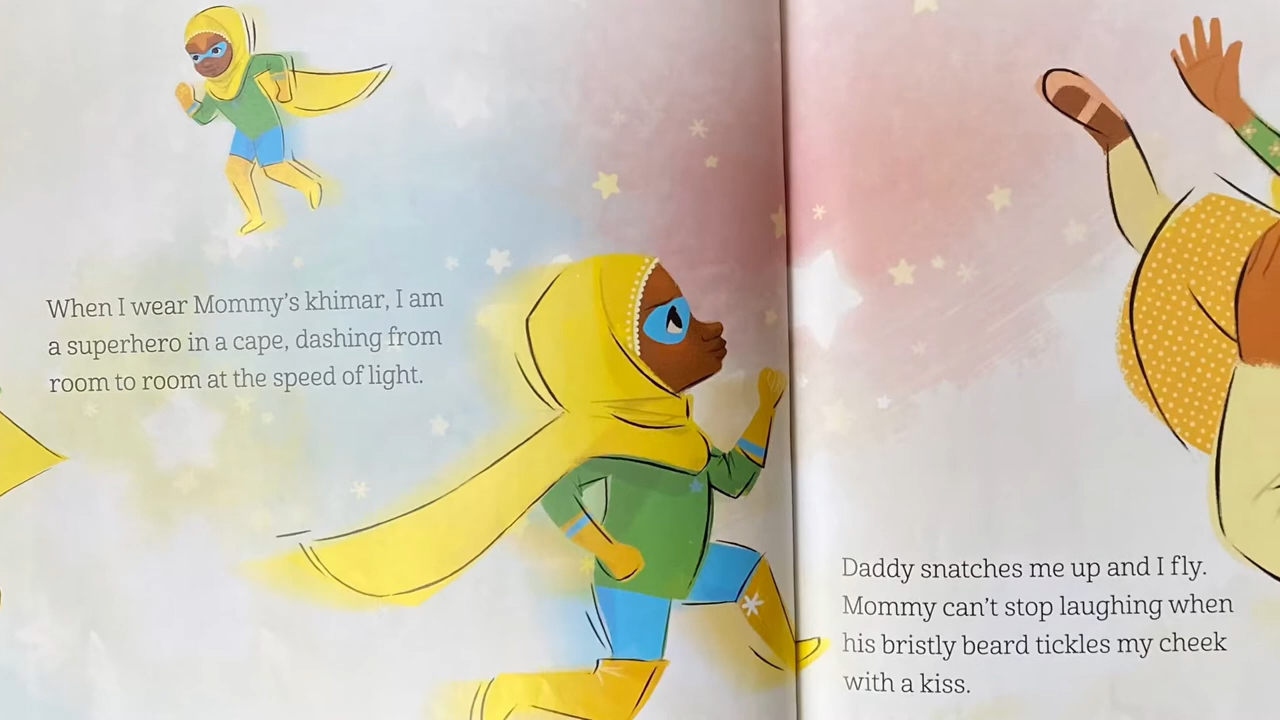 When I wear Mommy’s khimar, I am
a superhero in a cape, dashing from
room to room at the speed of light.
Daddy snatches me up and I fly.
Mommy can’t stop laughing when
his bristly beard tickles my cheek
with a kiss.